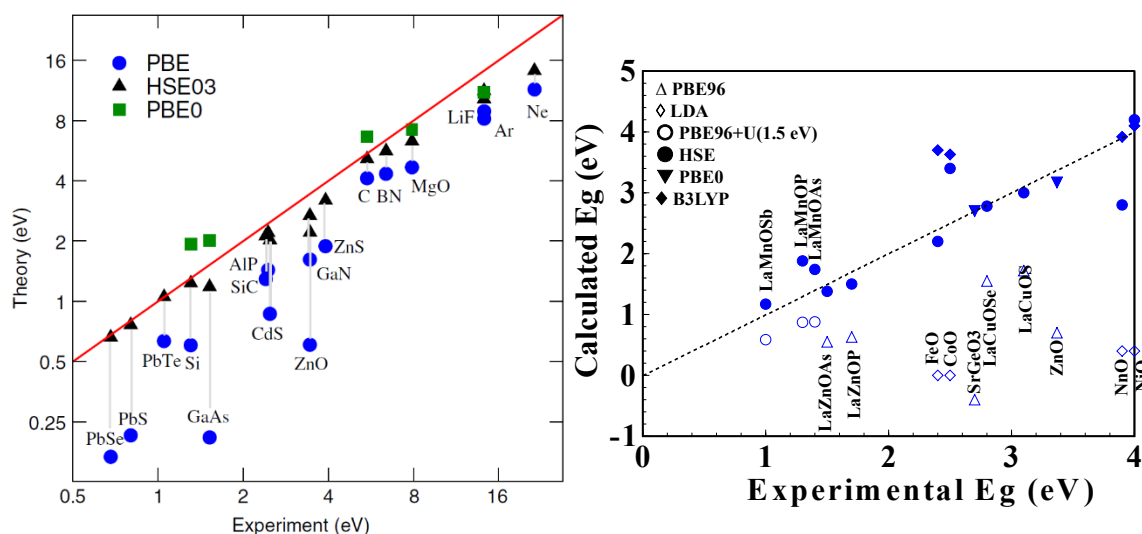 PBE
HSE03
PBE0
16
8
4
2
1
0.5
0.25
Theory (eV)
LiF
Ar
Ne
C BN
MgO
ZnS
GaN
AlP
SiC
CdS
ZnO
PbTe
Si
GaAs
PbS
PbSe
0.5 1 2 4 8 16
Experiment (eV)
5
4
3
2
1
0
-1
Calculated Eg (eV)
PBE96
LDA
PBE96+U(1.5 eV)
HSE
PBE0
B3LYP
LaMnOSb
LaMnOP
LaMnOAs
LaZnOAs
LaZnOP
FeO
CoO
SrGeO3
LaCuOSe
LaCuOS
ZnO
NnO
NiO
0 1 2 3 4
Experimental Eg (eV)